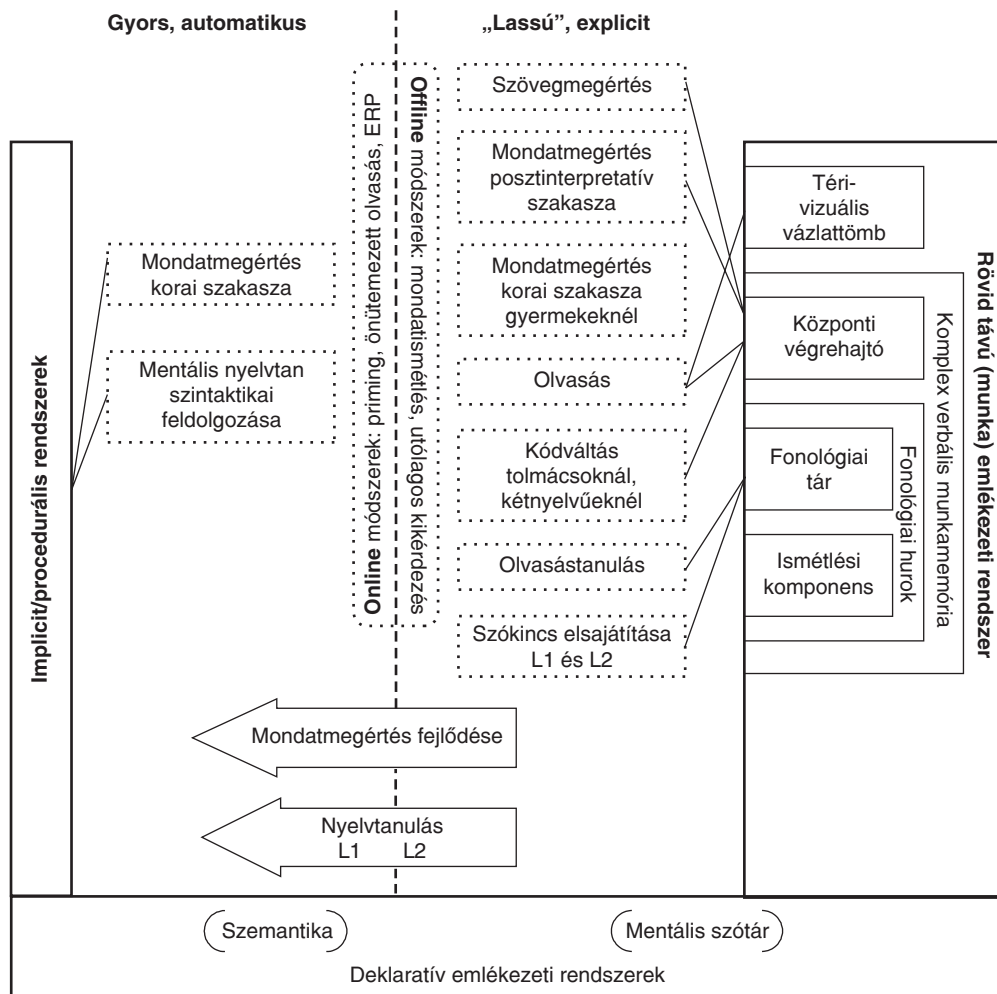 Gyors, automatikus
„Lassú”, explicit
Implicit/procedurális rendszerek
Mondatmegértés
korai szakasza
Mentális nyelvtan
szintaktikai
feldolgozása
Online módszerek: priming, önütemezett olvasás, ERP
Offline módszerek: mondatismétlés, utólagos kikérdezés
Szövegmegértés
Mondatmegértés
posztinterpretatív
szakasza
Mondatmegértés
korai szakasza
gyermekeknél
Olvasás
Kódváltás
tolmácsoknál,
kétnyelvűeknél
Olvasástanulás
Szókincs elsajátítása
L1 és L2
Téri-
vizuális
vázlattömb
Központi
végrehajtó
Fonológiai
tár
Ismétlési
komponens
Fonológiai hurok
Komplex verbális munkamemória
Rövid távú (munka) emlékezeti rendszer
Mondatmegértés fejlődése
Nyelvtanulás
L1 L2
Szemantika
Mentális szótár
Deklaratív emlékezeti rendszerek